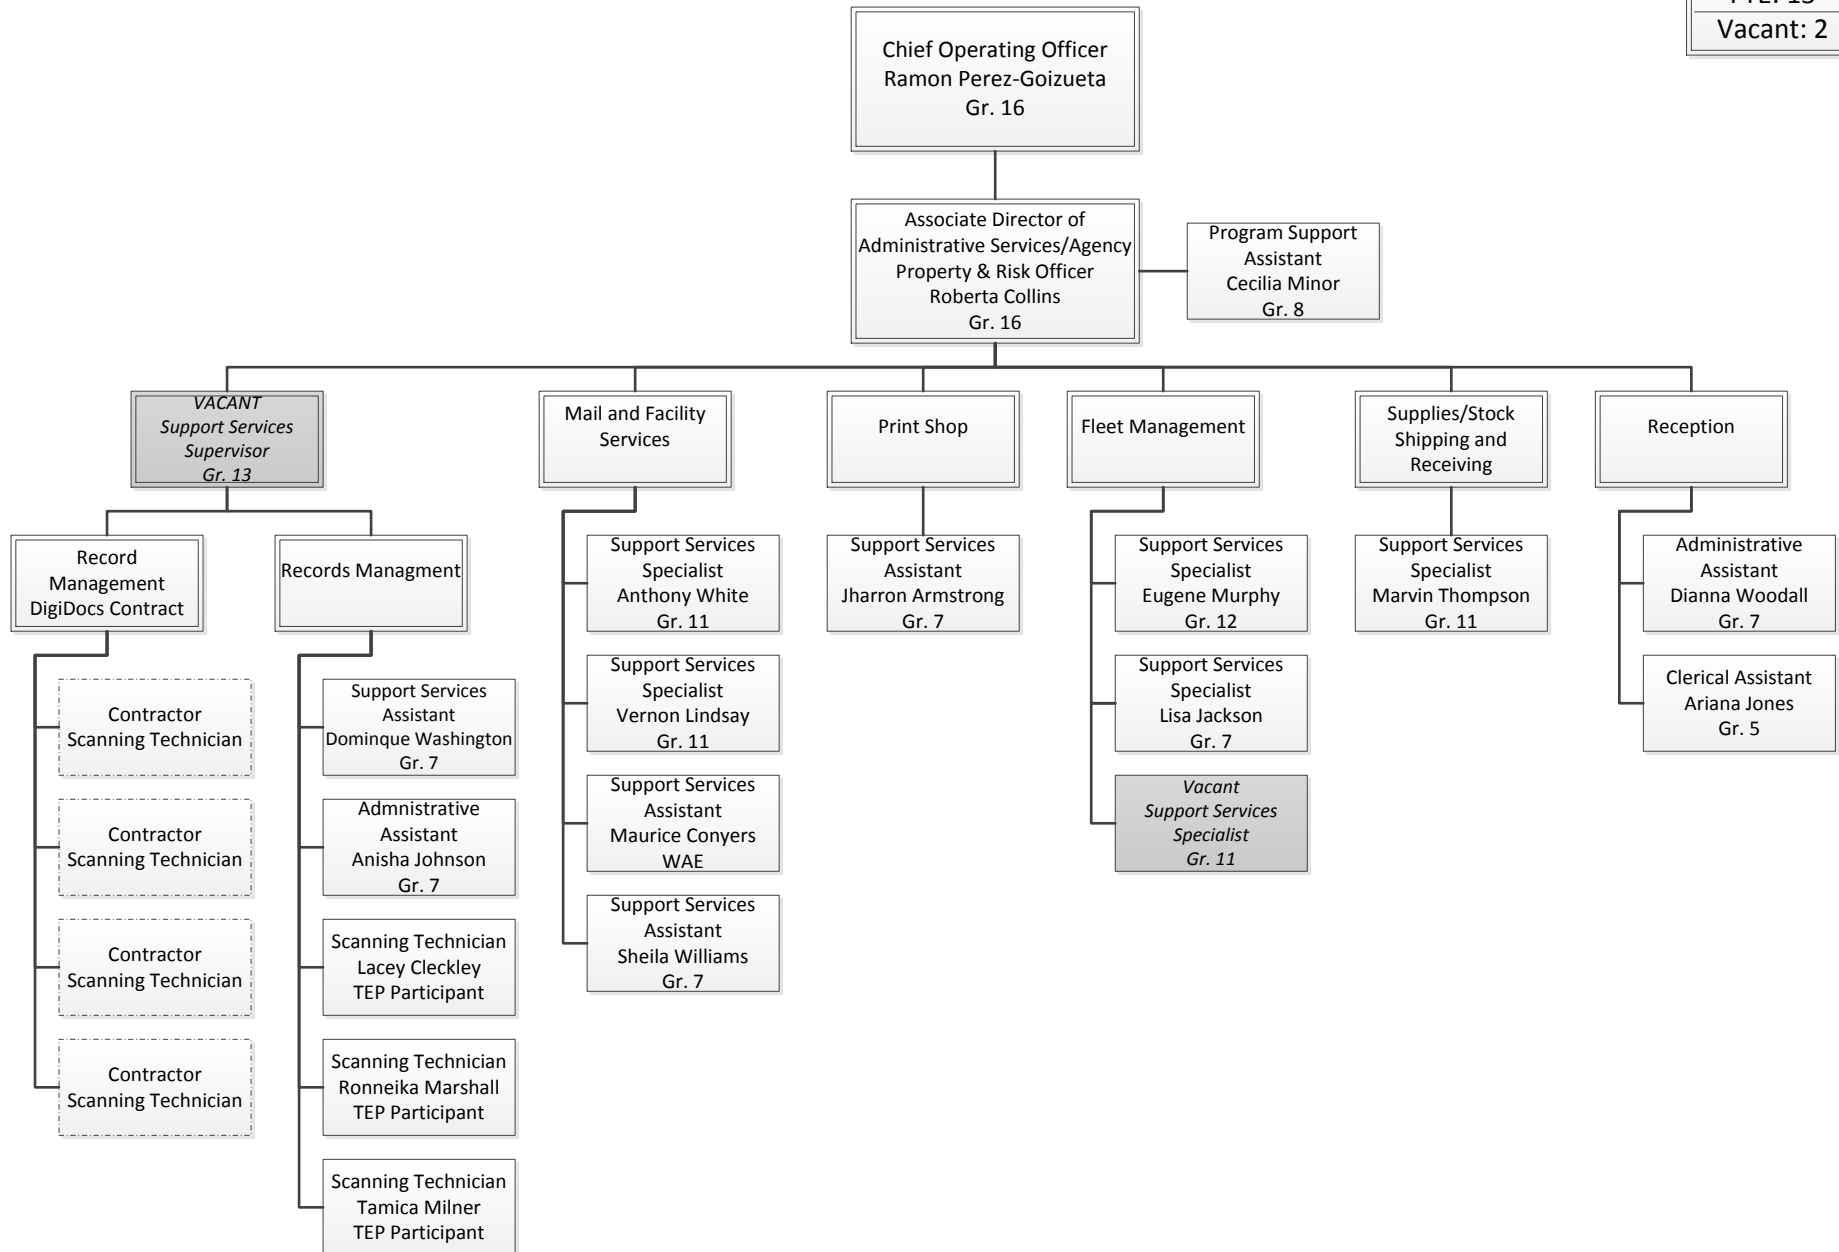 Vacant: 2
Chief Operating Officer
Ramon Perez-Goizueta
Gr. 16
Associate Director of
Administrative Services/Agency
Property & Risk Officer
Roberta Collins
Gr. 16
Program Support
Assistant
Cecilia Minor
Gr. 8
VACANT
Support Services
Supervisor
Gr. 13
Mail and Facility
Services
Print Shop
Fleet Management
Supplies/Stock
Shipping and
Receiving
Reception
Record
Management
DigiDocs Contract
Records Managment
Contractor
Scanning Technician
Contractor
Scanning Technician
Contractor
Scanning Technician
Contractor
Scanning Technician
Support Services
Assistant
Dominque Washington
Gr. 7
Admnistrative
Assistant
Anisha Johnson
Gr. 7
Scanning Technician
Lacey Cleckley
TEP Participant
Scanning Technician
Ronneika Marshall
TEP Participant
Scanning Technician
Tamica Milner
TEP Participant
Support Services
Specialist
Anthony White
Gr. 11
Support Services
Specialist
Vernon Lindsay
Gr. 11
Support Services
Assistant
Maurice Conyers
WAE
Support Services
Assistant
Sheila Williams
Gr. 7
Support Services
Assistant
Jharron Armstrong
Gr. 7
Support Services
Specialist
Eugene Murphy
Gr. 12
Support Services
Specialist
Lisa Jackson
Gr. 7
Vacant
Support Services
Specialist
Gr. 11
Support Services
Specialist
Marvin Thompson
Gr. 11
Administrative
Assistant
Dianna Woodall
Gr. 7
Clerical Assistant
Ariana Jones
Gr. 5